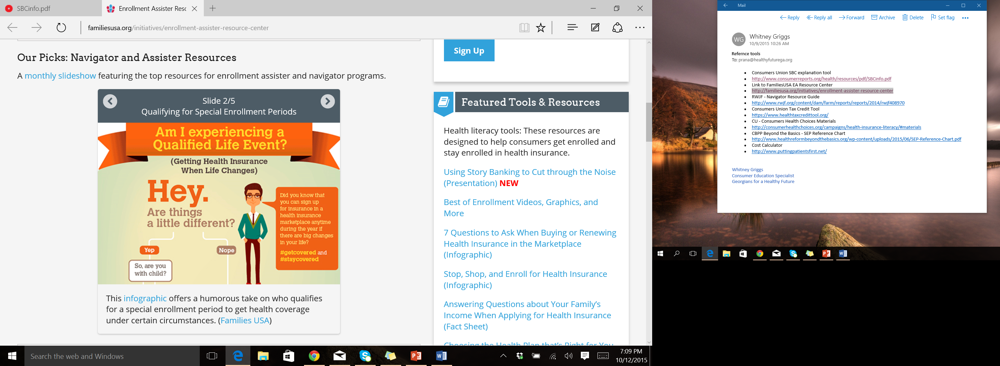 SBCinfo.pdf
Enrollment Assister Resc
familiesusa.org/initiatives/enrollment-assister-resource-center
Our Picks: Navigator and Assister Resources
A monthly slideshow featuring the top resources for enrollment assister and navigator programs.
Slide 2/5
Qualifying for Special Enrollment Periods
Am I experiencing a
Qualified Life Event?
(Getting Health Insurance
When Life Changes)
Hey.
Are things
a little different?
Yep
Nope
So, are you
with child?
Did you know that
you can sign up
for insurance in a
health insurance
marketplace anytime
during the year if
there are big changes
in your life?
#getcovered and
#staycovered
This infographic offers a humorous take on who qualifies
for a special enrollment period to get health coverage
under certain circumstances. (Families USA)
Sign Up
Featured Tools & Resources
Health literacy tools: These resources are
designed to help consumers get enrolled and
stay enrolled in health insurance.
Using Story Banking to Cut through the Noise
(Presentation) NEW
Best of Enrollment Videos, Graphics, and
More
7 Questions to Ask When Buying or Renewing
Health Insurance in the Marketplace
(Infographic)
Stop, Shop, and Enroll for Health Insurance
(Infographic)
Answering Questions about Your Family's
Income When Applying for Health Insurance
(Fact Sheet)
Choosing the Health Plan that's Right for You
Search the web and Windows
7:09 PM
10/12/2015
Mail
Reply
Reply all
Forward
Archive
Delete
Set flag
WG
Whitney Griggs
10/9/2015 10:26 AM
Refernce tools
To: prana@healthyfuturega.org
• Consumers Union SBC explanation tool
• http://www.consumerreports.org/health/resources/pdf/SBCinfo.pdf
• Link to FamiliesUSA EA Resource Center
• http://familiesusa.org/initiatives/enrollment-assister-resource-center
• RWJF - Navigator Resource Guide
• http://www.rwjf.org/content/dam/farm/reports/reports/2014/rwjf408970
• Consumers Union Tax Credit Tool
• https://www.healthtaxcredittool.org/
• CU - Consumers Health Choices Materials
• http://consumerhealthchoices.org/campaigns/health-insurance-literacy/#materials
• CBPP Beyond the Basics - SEP Reference Chart
• http://www.healthreformbeyondthebasics.org/wp-content/uploads/2015/06/SEP-Reference-Chart.pdf
• Cost Calculator
• http://www.puttingpatientsfirst.net/
Whitney Griggs
Consumer Education Specialist
Georgians for a Healthy Future